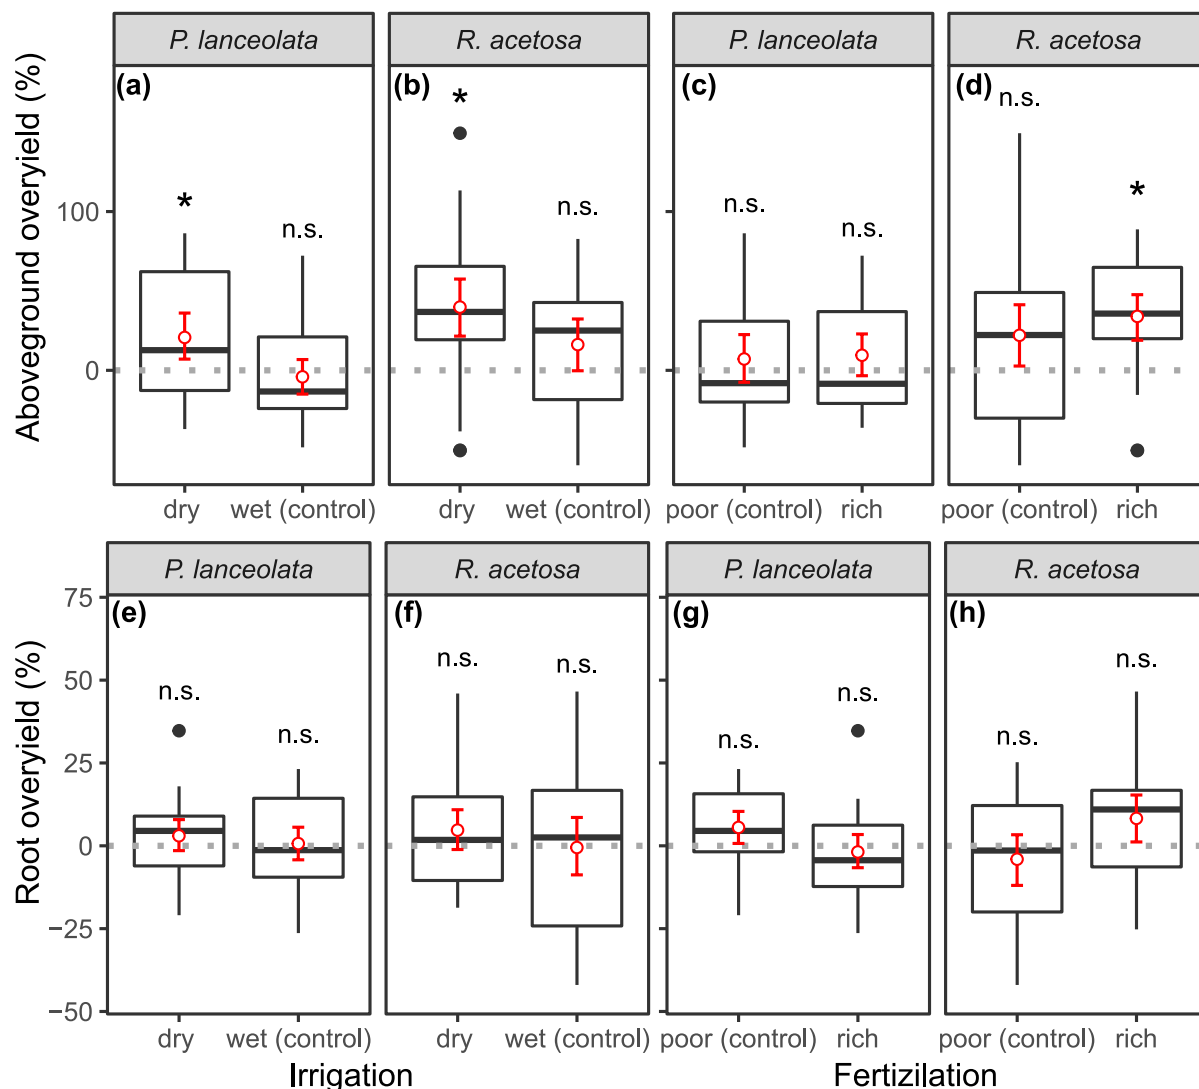 P. lanceolata
R. acetosa
P. lanceolata
R. acetosa
(a)
(b)
(c)
(d)
*
n.s.
*
n.s.
n.s.
n.s.
n.s.
*
Aboveground overyield (%)
100
0
dry
wet (control)
dry
wet (control)
poor (control)
rich
poor (control)
rich
P. lanceolata
R. acetosa
P. lanceolata
R. acetosa
(e)
(f)
(g)
(h)
n.s.
n.s.
n.s.
n.s.
n.s.
n.s.
n.s.
n.s.
Root overyield (%)
75
50
25
0
−25
−50
dry
wet (control)
dry
wet (control)
poor (control)
rich
poor (control)
rich
Irrigation
Fertizilation